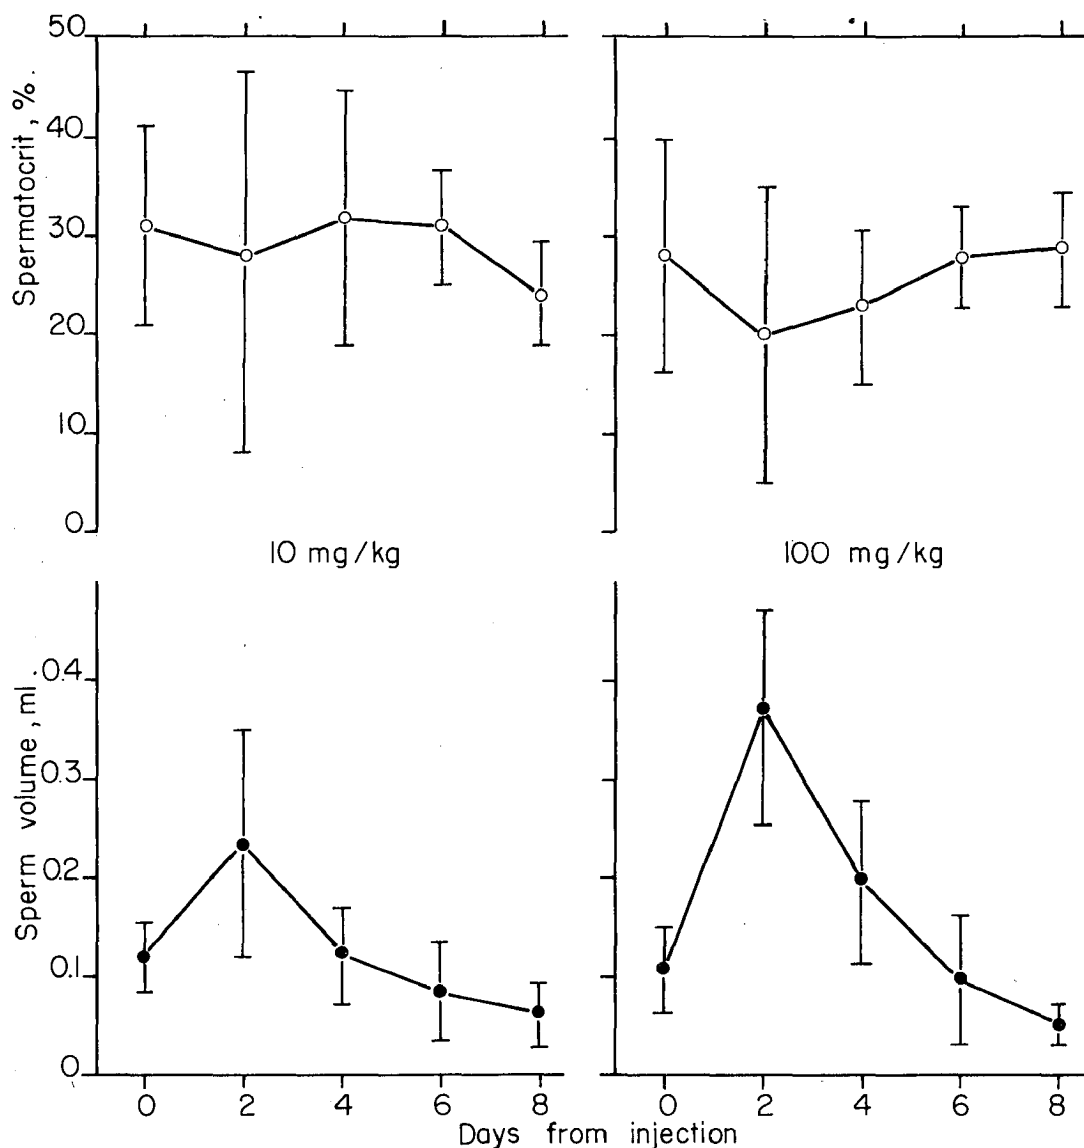 50
40
30
20
10
0
Spermatocrit, %.
10 mg/kg
100 mg/kg
0.4
0.3
0.2
0.1
0
Sperm volume, ml.
0 2 4 6 8
0 2 4 6 8
Days from injection